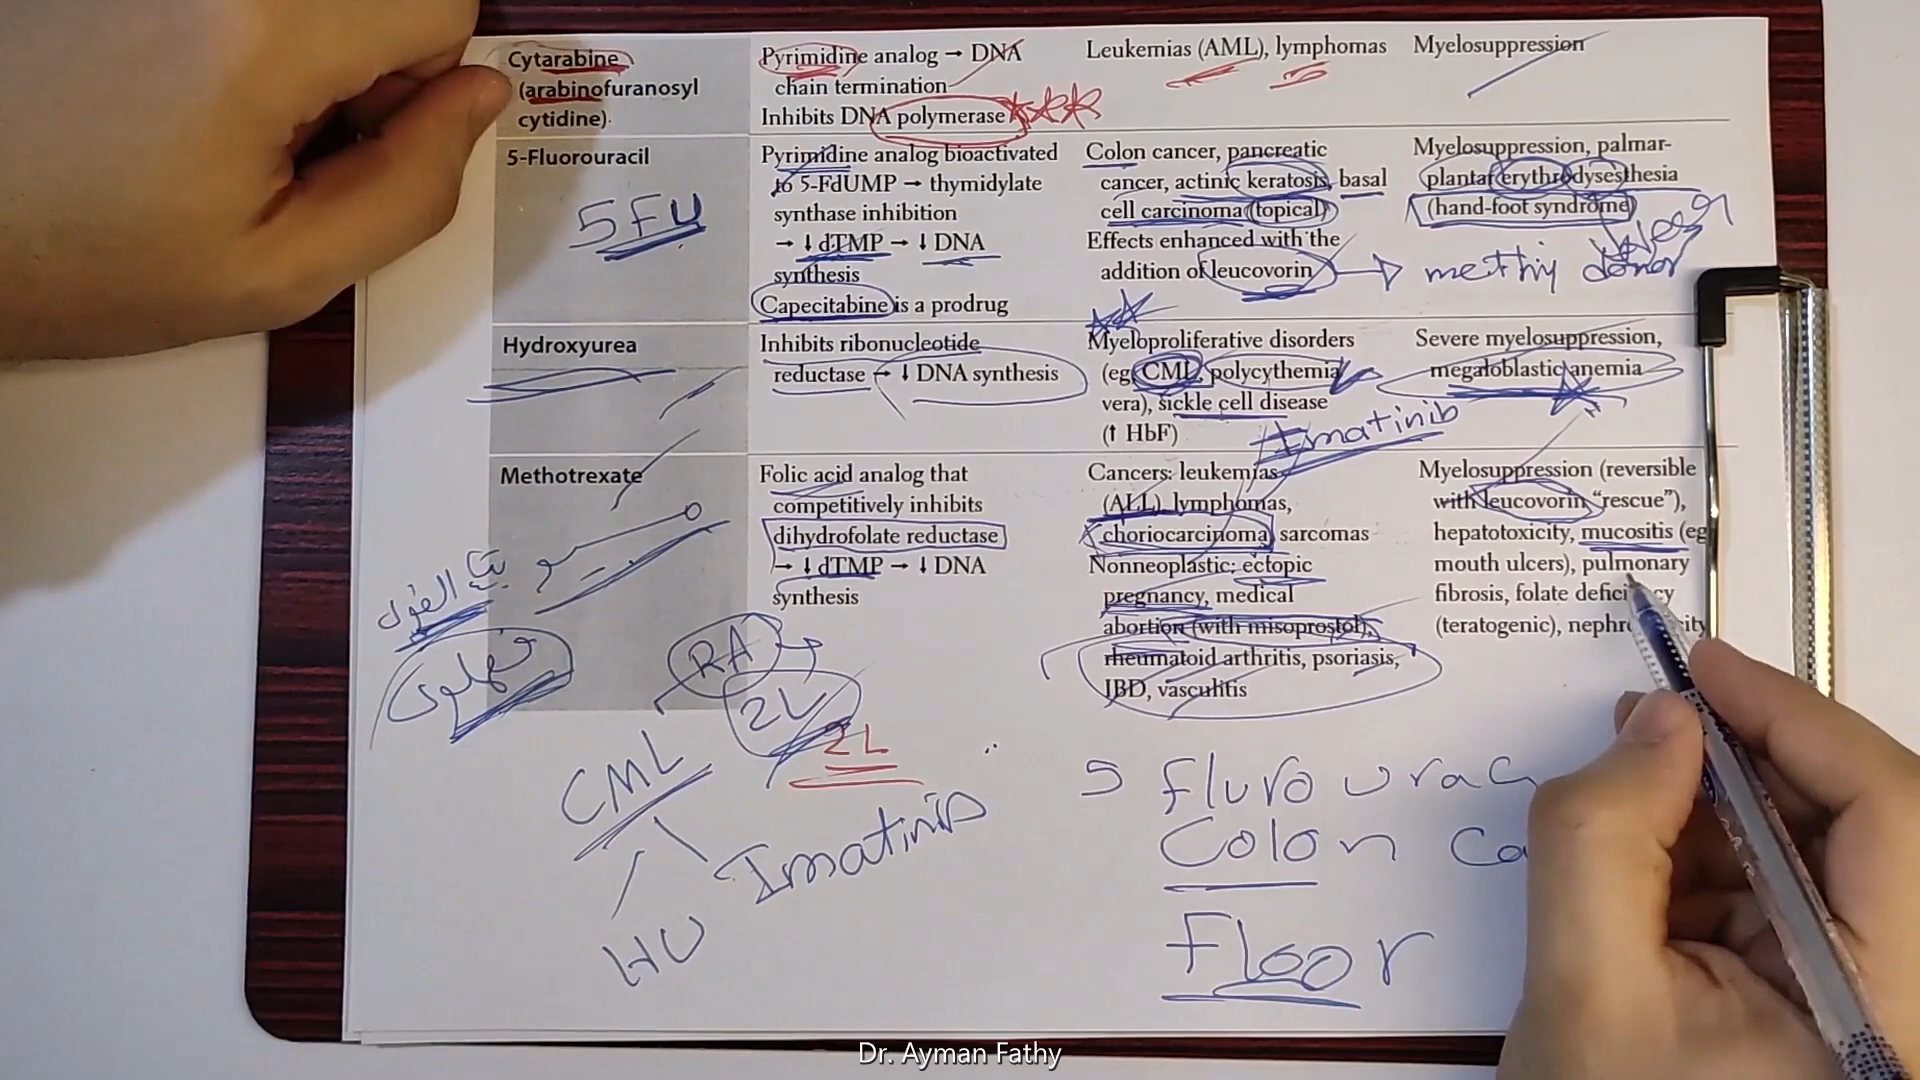 Cytarabine
(arabinofuranosyl
cytidine)
Pyrimidine analog → DNA
chain termination
Inhibits DNA polymerase
Leukemias (AML), lymphomas
Myelosuppression
5-Fluorouracil
5FU
Pyrimidine analog bioactivated
to 5-FdUMP → thymidylate
synthase inhibition
→ ↓ dTMP → ↓ DNA
synthesis
Capecitabine is a prodrug
Colon cancer, pancreatic
cancer, actinic keratosis, basal
cell carcinoma (topical)
Effects enhanced with the
addition of leucovorin
Myelosuppression, palmar-
plantar erythrodysesthesia
(hand-foot syndrome)
donor
Hydroxyurea
Inhibits ribonucleotide
reductase → ↓ DNA synthesis
Myeloproliferative disorders
(eg, CML, polycythemia
vera), sickle cell disease
(↑ HbF)
Imatinib
Severe myelosuppression,
megaloblastic anemia
Methotrexate
Folic acid analog that
competitively inhibits
dihydrofolate reductase
→ ↓ dTMP → ↓ DNA
synthesis
Cancers: leukemias
(ALL), lymphomas,
choriocarcinoma, sarcomas
Nonneoplastic: ectopic
pregnancy, medical
abortion (with misoprostol),
rheumatoid arthritis, psoriasis,
IBD, vasculitis
Myelosuppression (reversible
with leucovorin “rescue”),
hepatotoxicity, mucositis (eg
mouth ulcers), pulmonary
fibrosis, folate
(teratogenic),
RA
2L
2L
CML
Imatinib
HU
5 Flurourac
Colon Ca
Floor
Dr. Ayman Fathy